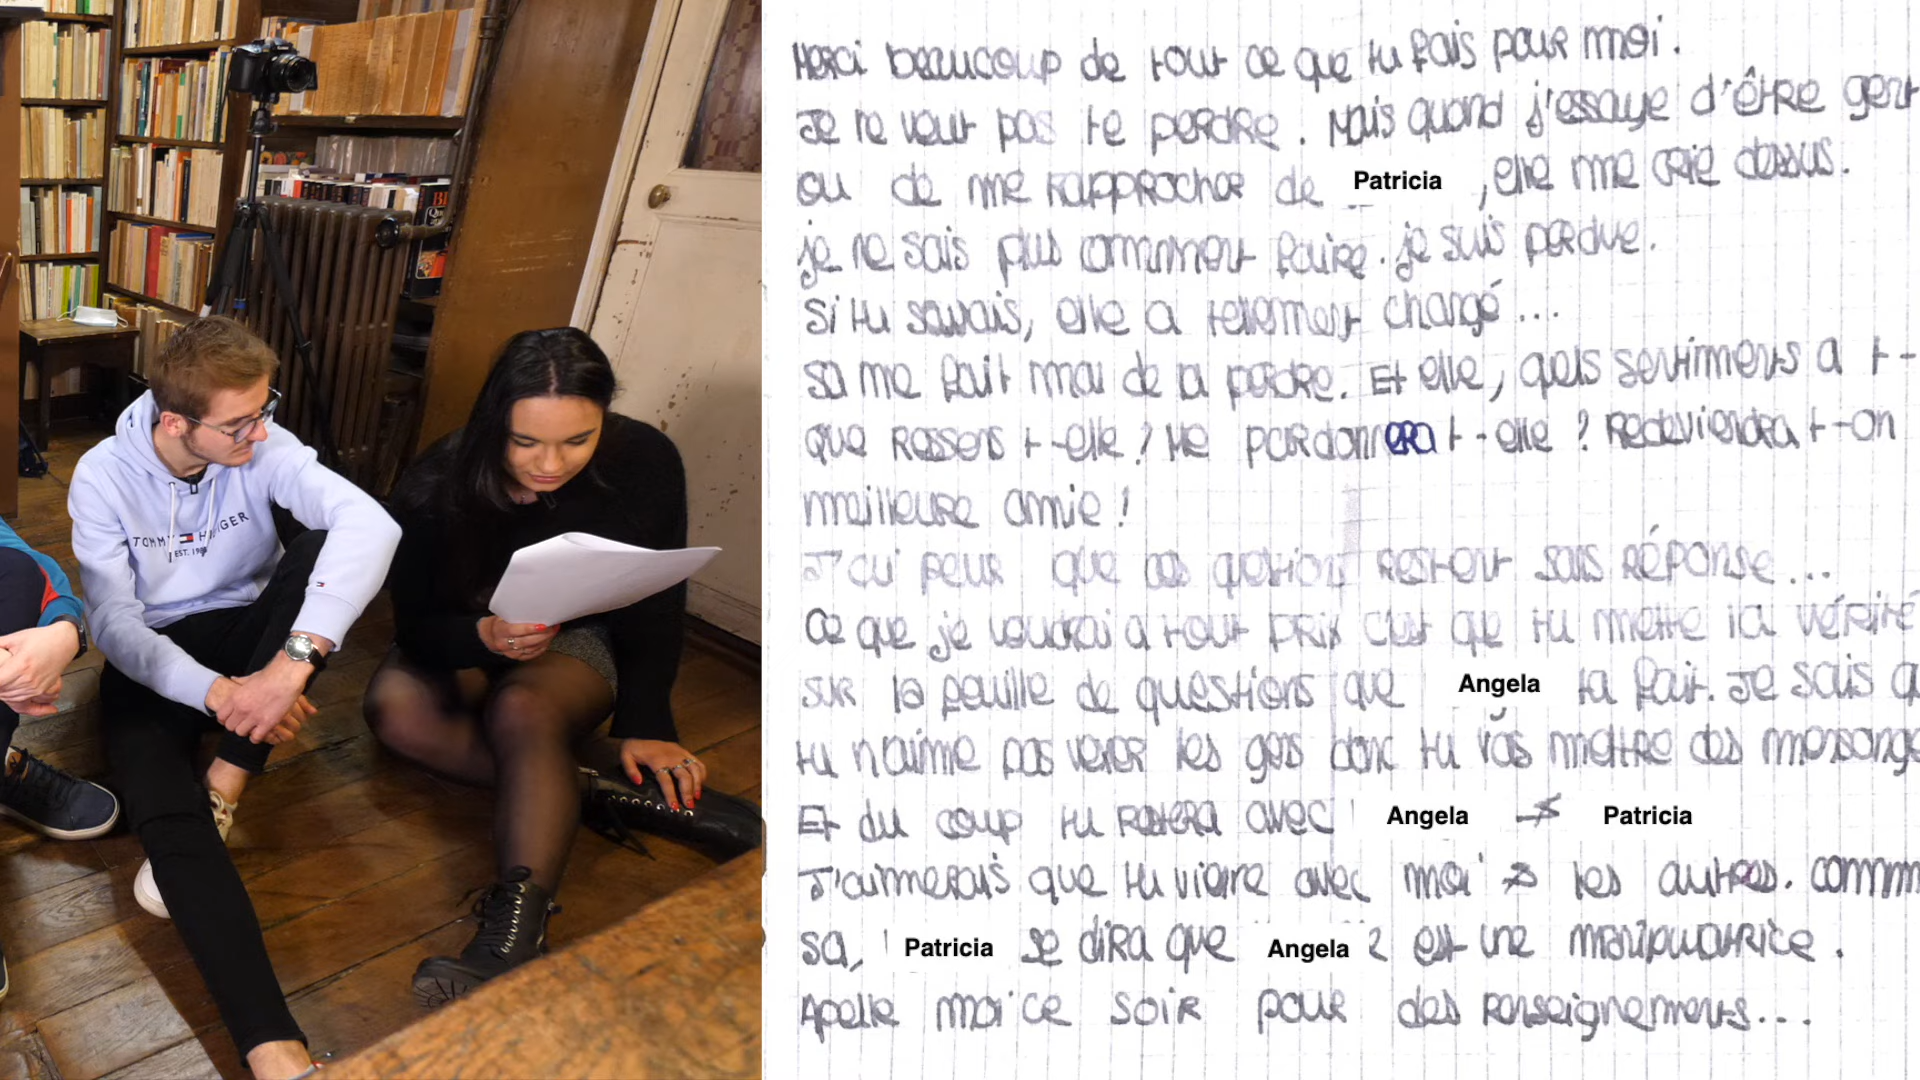 TOMMY HILFIGER
EST. 1985
Merci beaucoup de tout ce que tu fais pour moi.
Je ne veut pas te perdre. Mais quand j'essaye d'être gent
ou de me rapprocher de Patricia, elle me crie dessus.
je ne sais plus comment faire. je suis perdue.
Si tu savais, elle a tellement changé...
sa me fait mal de la perdre. Et elle, quels sentiments a t-
que ressens t-elle ? Me pardonnera t-elle ? Redeviendra t-on
meilleure amie !
J'ai peur que ces questions restent sans réponse...
Ce que je voudrai a tout prix c'est que tu mette la vérité
sur la feuille de questions que Angela ta fait. Je sais q
tu n'aime pas vexer les gens donc tu vas mettre des mensonge
Et du coup tu restera avec Angela Patricia
J'aimerais que tu vienne avec moi les autres. comm
sa, Patricia se dira que Angela est une manipulatrice.
Apelle moi ce soir pour des renseignements...